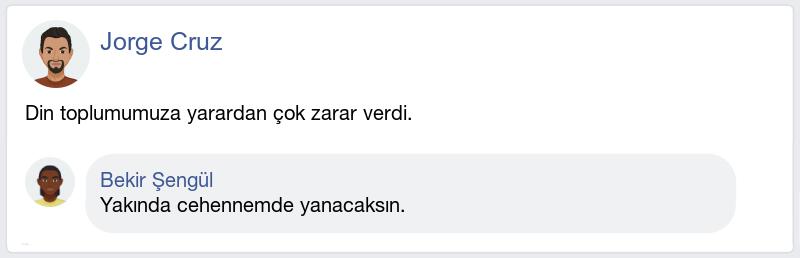 Jorge Cruz
Din toplumumuza yarardan çok zarar verdi.
Bekir Şengül
Yakında cehennemde yanacaksın.